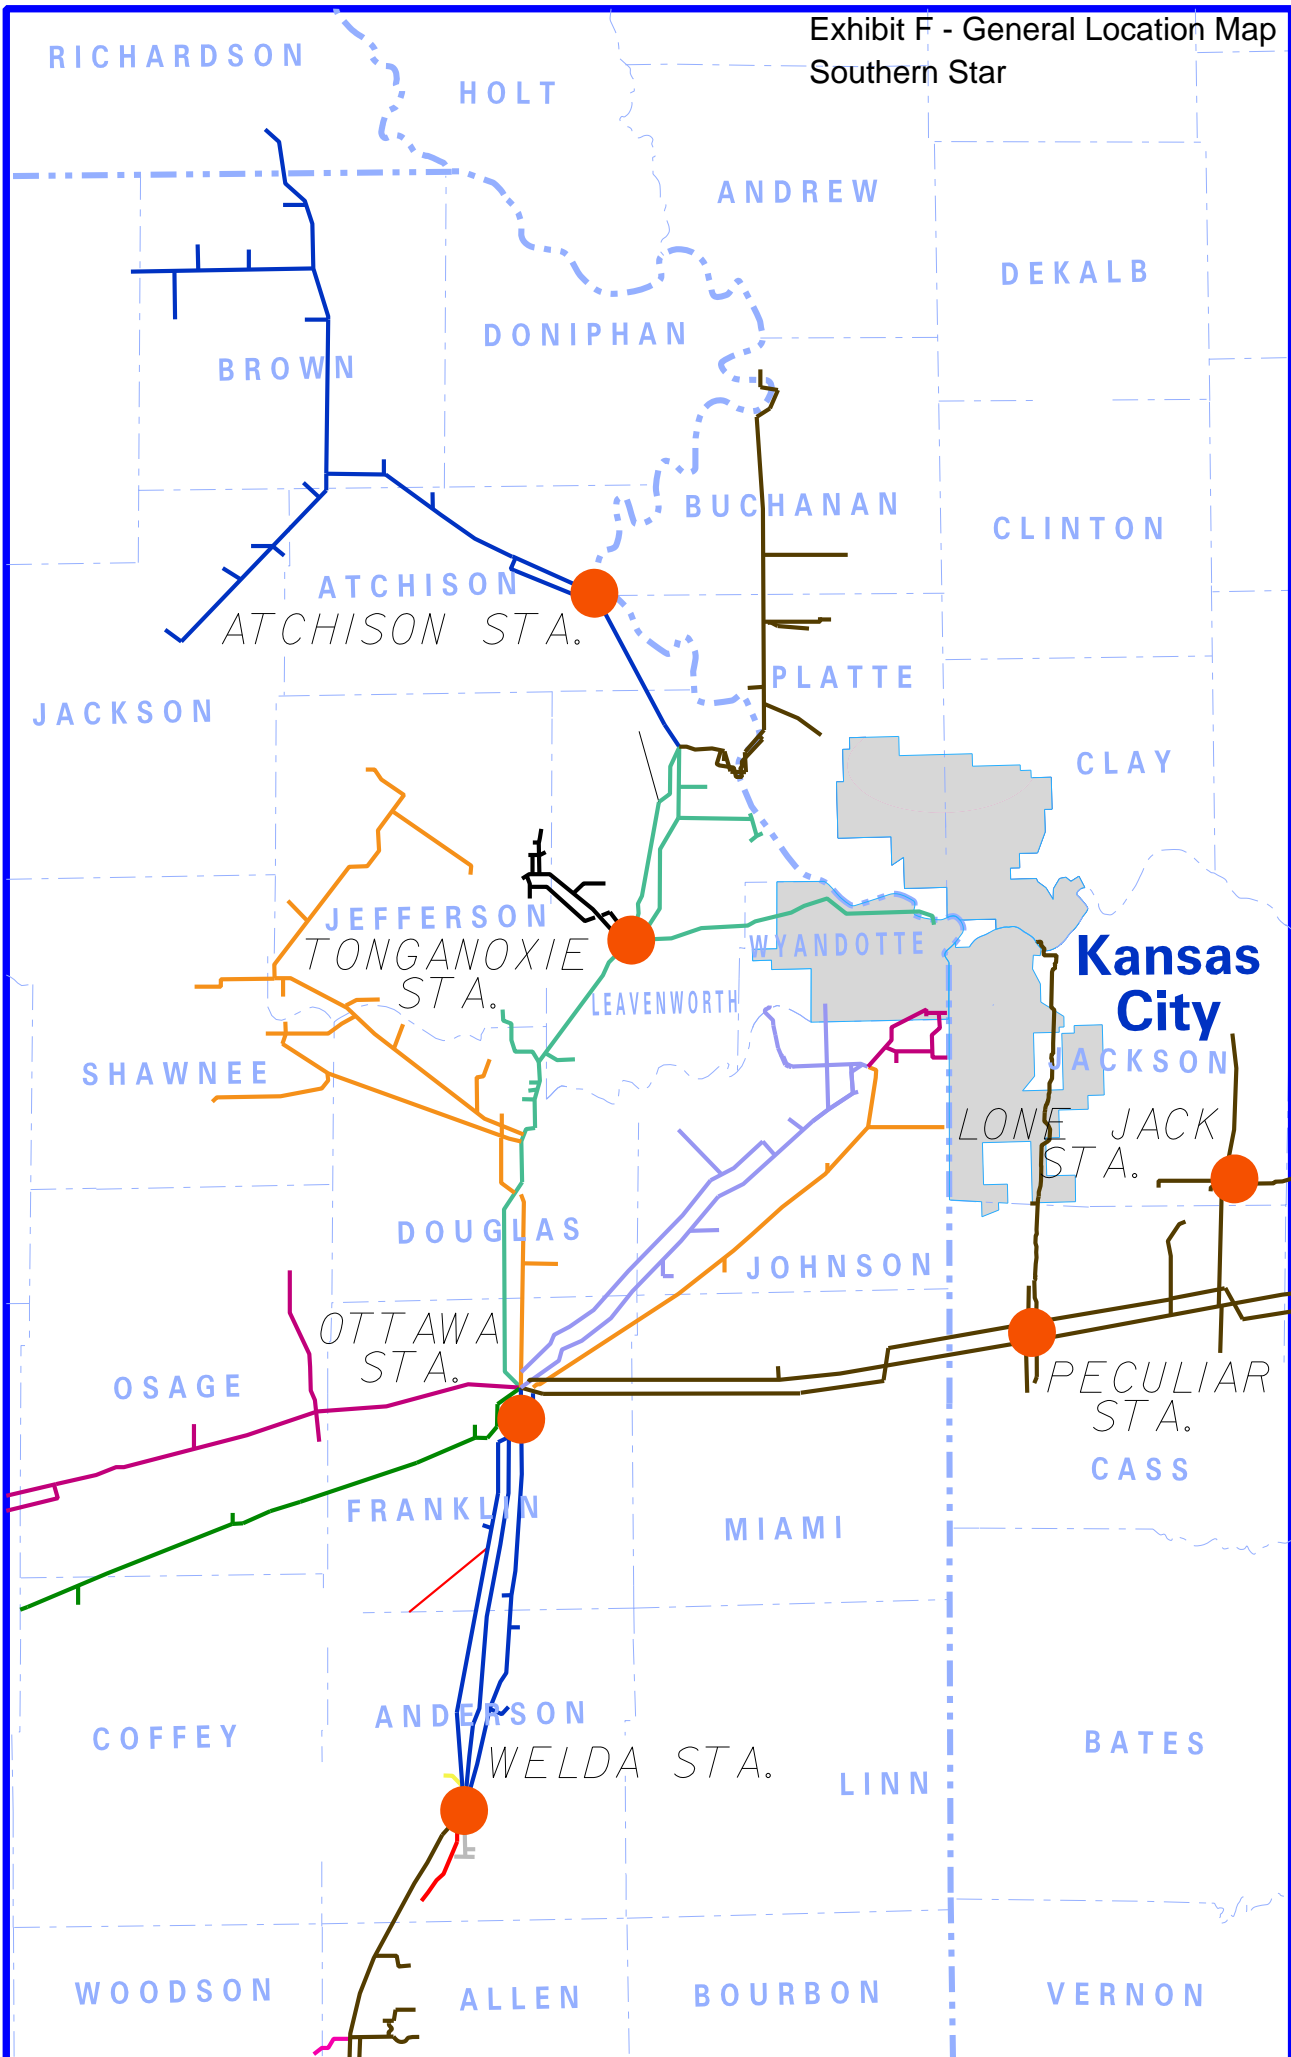 Exhibit F - General Location Map
Southern Star
RICHARDSON
HOLT
ANDREW
DEKALB
DONIPHAN
BROWN
BUCHANAN
CLINTON
ATCHISON
ATCHISON STA.
PLATTE
JACKSON
CLAY
JEFFERSON
TONGANOXIE
STA.
WYANDOTTE
LEAVENWORTH
Kansas
City
JACKSON
SHAWNEE
LONE JACK
STA.
DOUGLAS
JOHNSON
OTTAWA
STA.
OSAGE
PECULIAR
STA.
CASS
FRANKLIN
MIAMI
ANDERSON
COFFEY
BATES
WELDA STA.
LINN
WOODSON
ALLEN
BOURBON
VERNON